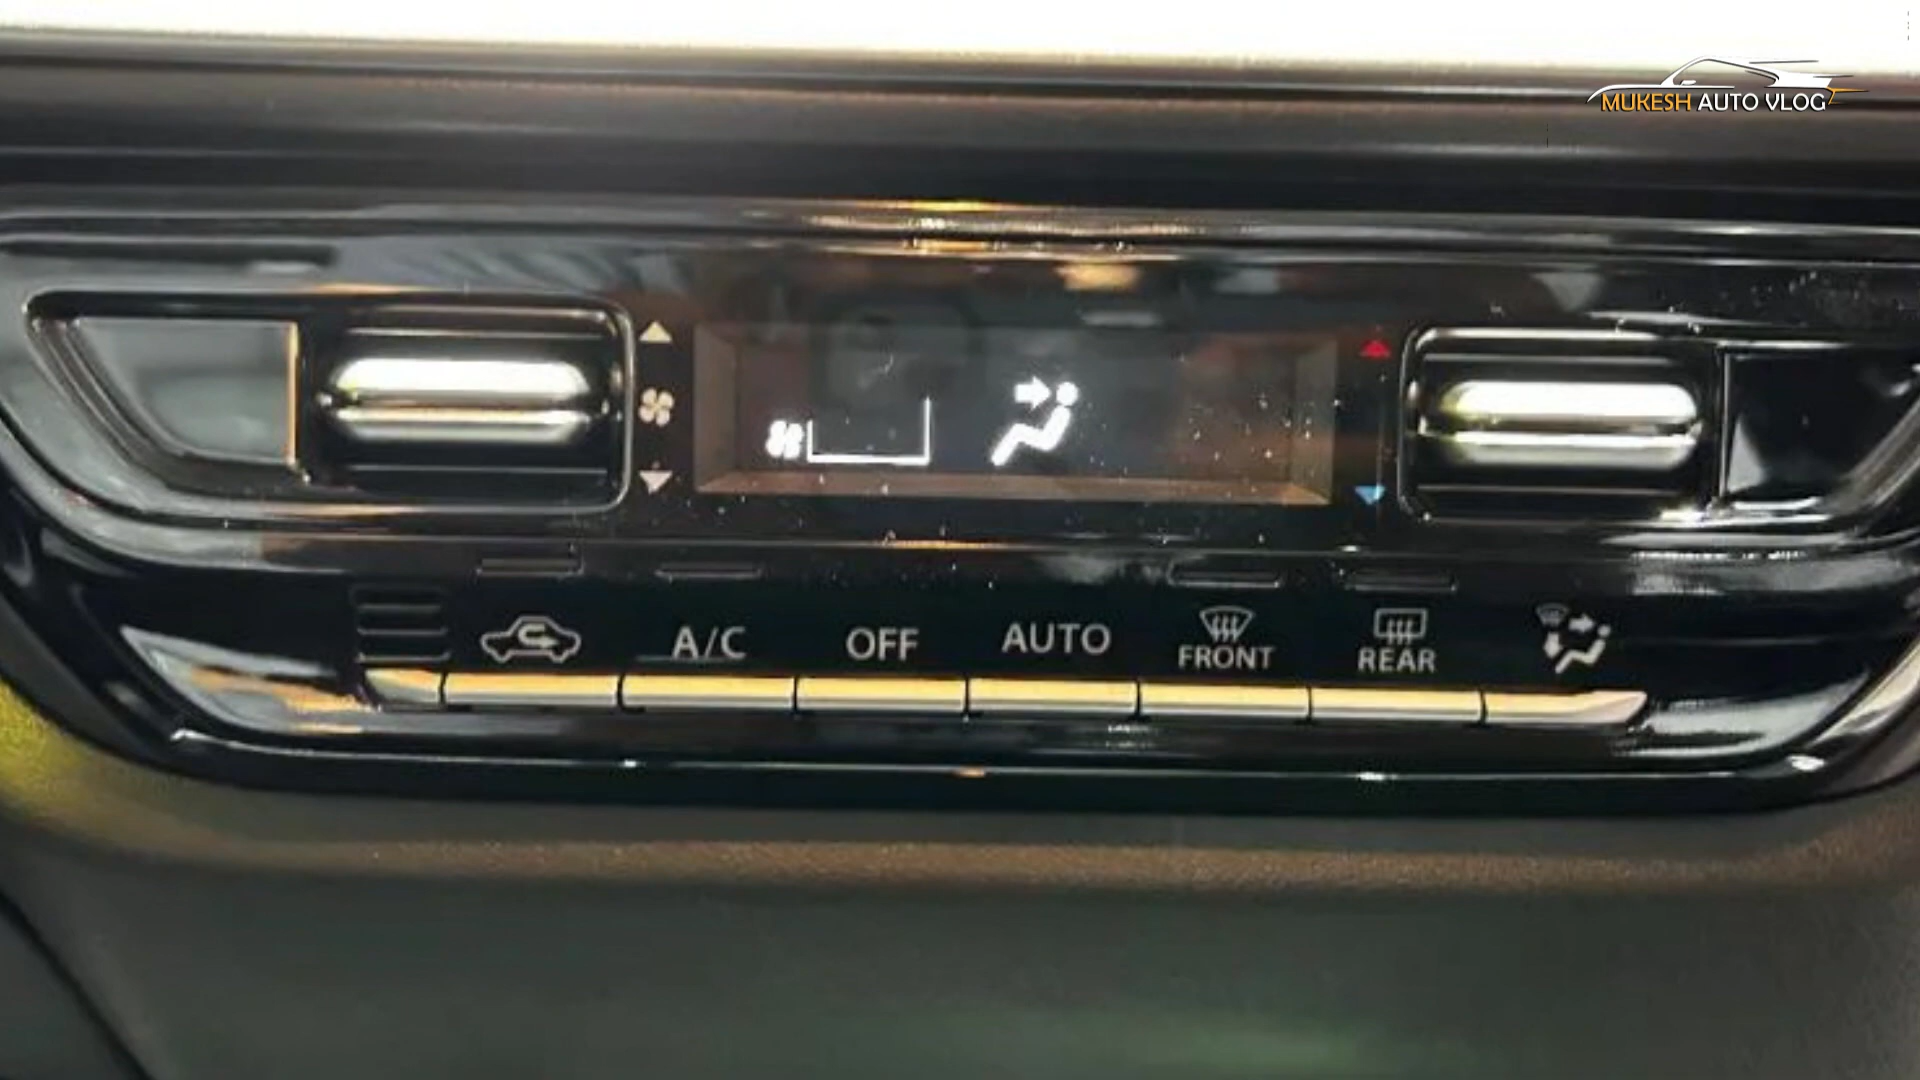 MUKESH AUTO VLOG
A/C
OFF
AUTO
FRONT
REAR